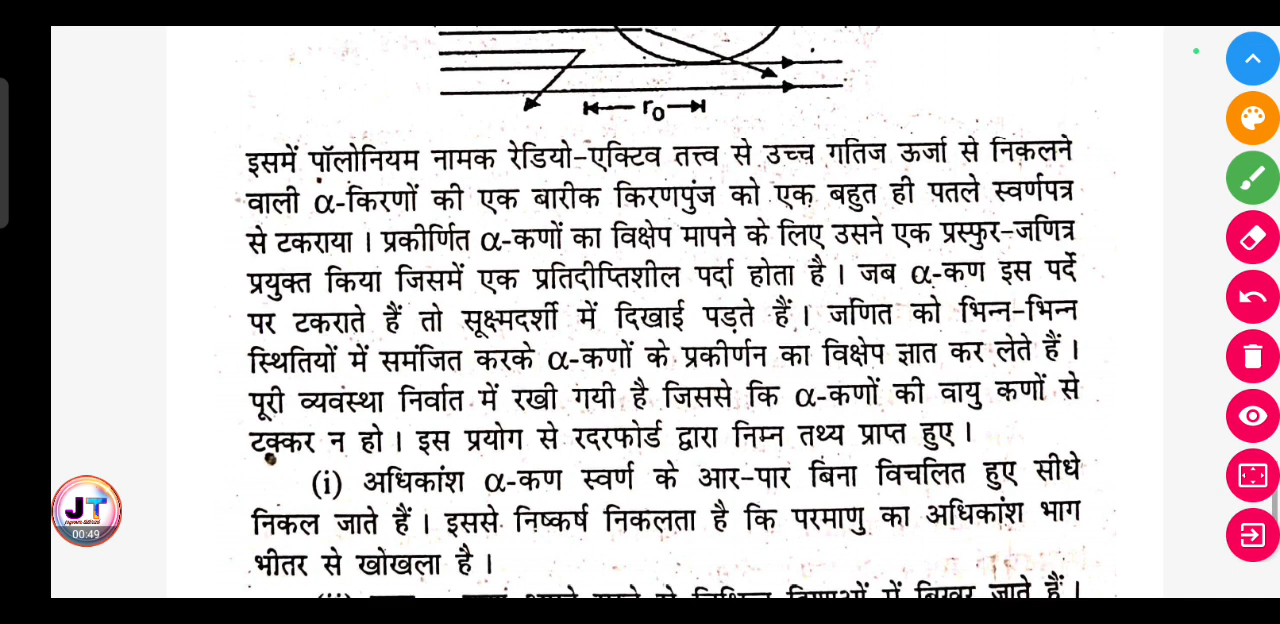 r₀
इसमें पॉलोनियम नामक रेडियो-एक्टिव तत्त्व से उच्च गतिज ऊर्जा से निकलने
वाली α-किरणों की एक बारीक किरणपुंज को एक बहुत ही पतले स्वर्णपत्र
से टकराया। प्रकीर्णित α-कणों का विक्षेप मापने के लिए उसने एक प्रस्फुर-जणित्र
प्रयुक्त किया जिसमें एक प्रतिदीप्तिशील पर्दा होता है। जब α-कण इस पर्दे
पर टकराते हैं तो सूक्ष्मदर्शी में दिखाई पड़ते हैं। जणित को भिन्न-भिन्न
स्थितियों में समंजित करके α-कणों के प्रकीर्णन का विक्षेप ज्ञात कर लेते हैं।
पूरी व्यवस्था निर्वात में रखी गयी है जिससे कि α-कणों की वायु कणों से
टक्कर न हो। इस प्रयोग से रदरफोर्ड द्वारा निम्न तथ्य प्राप्त हुए।
(i) अधिकांश α-कण स्वर्ण के आर-पार बिना विचलित हुए सीधे
निकल जाते हैं। इससे निष्कर्ष निकलता है कि परमाणु का अधिकांश भाग
भीतर से खोखला है।
में बिखर जाते हैं।
JT
00:49